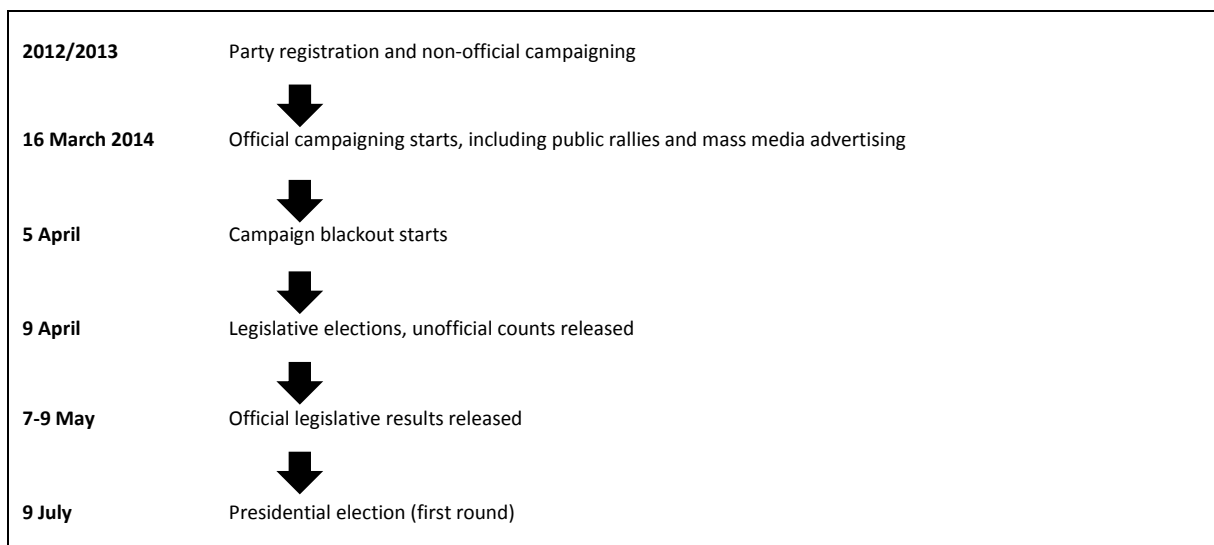 2012/2013 Party registration and non-official campaigning
16 March 2014 Official campaigning starts, including public rallies and mass media advertising
5 April Campaign blackout starts
9 April Legislative elections, unofficial counts released
7-9 May Official legislative results released
9 July Presidential election (first round)